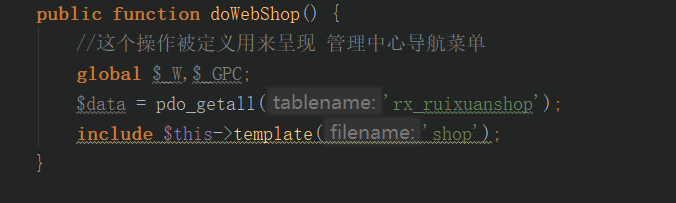 public function doWebShop() {
//这个操作被定义用来呈现 管理中心导航菜单
global $_W,$_GPC;
$data = pdo_getall( tablename: 'rx_ruixuanshop');
include $this->template( filename: 'shop');
}